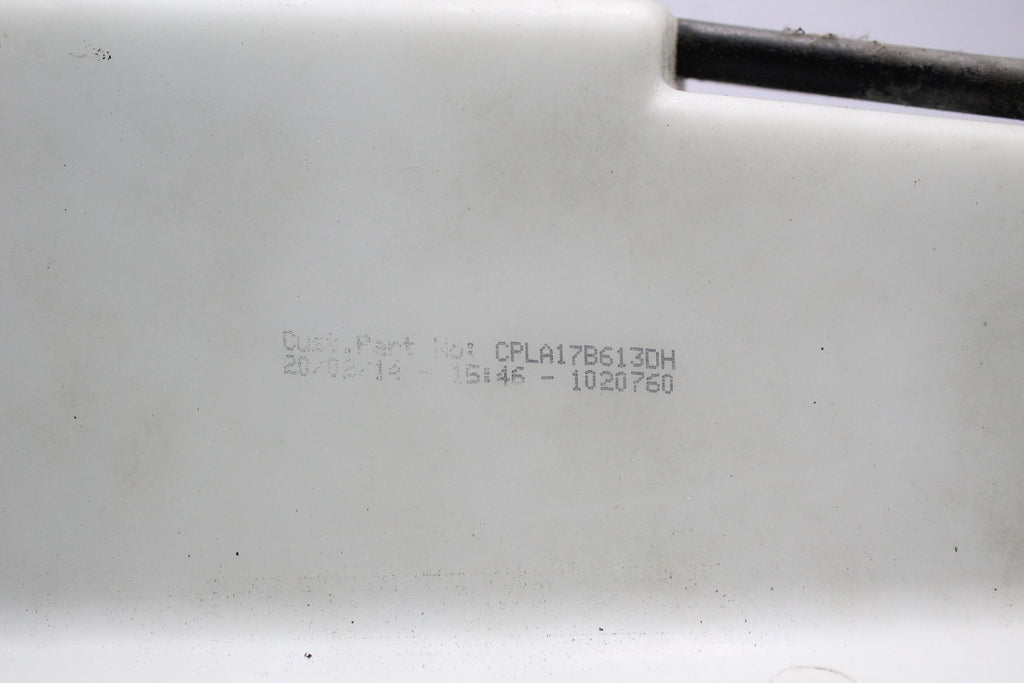 Cust.Part No: CPLA17B613DH
20/02/14 - 15:46 - 1020760